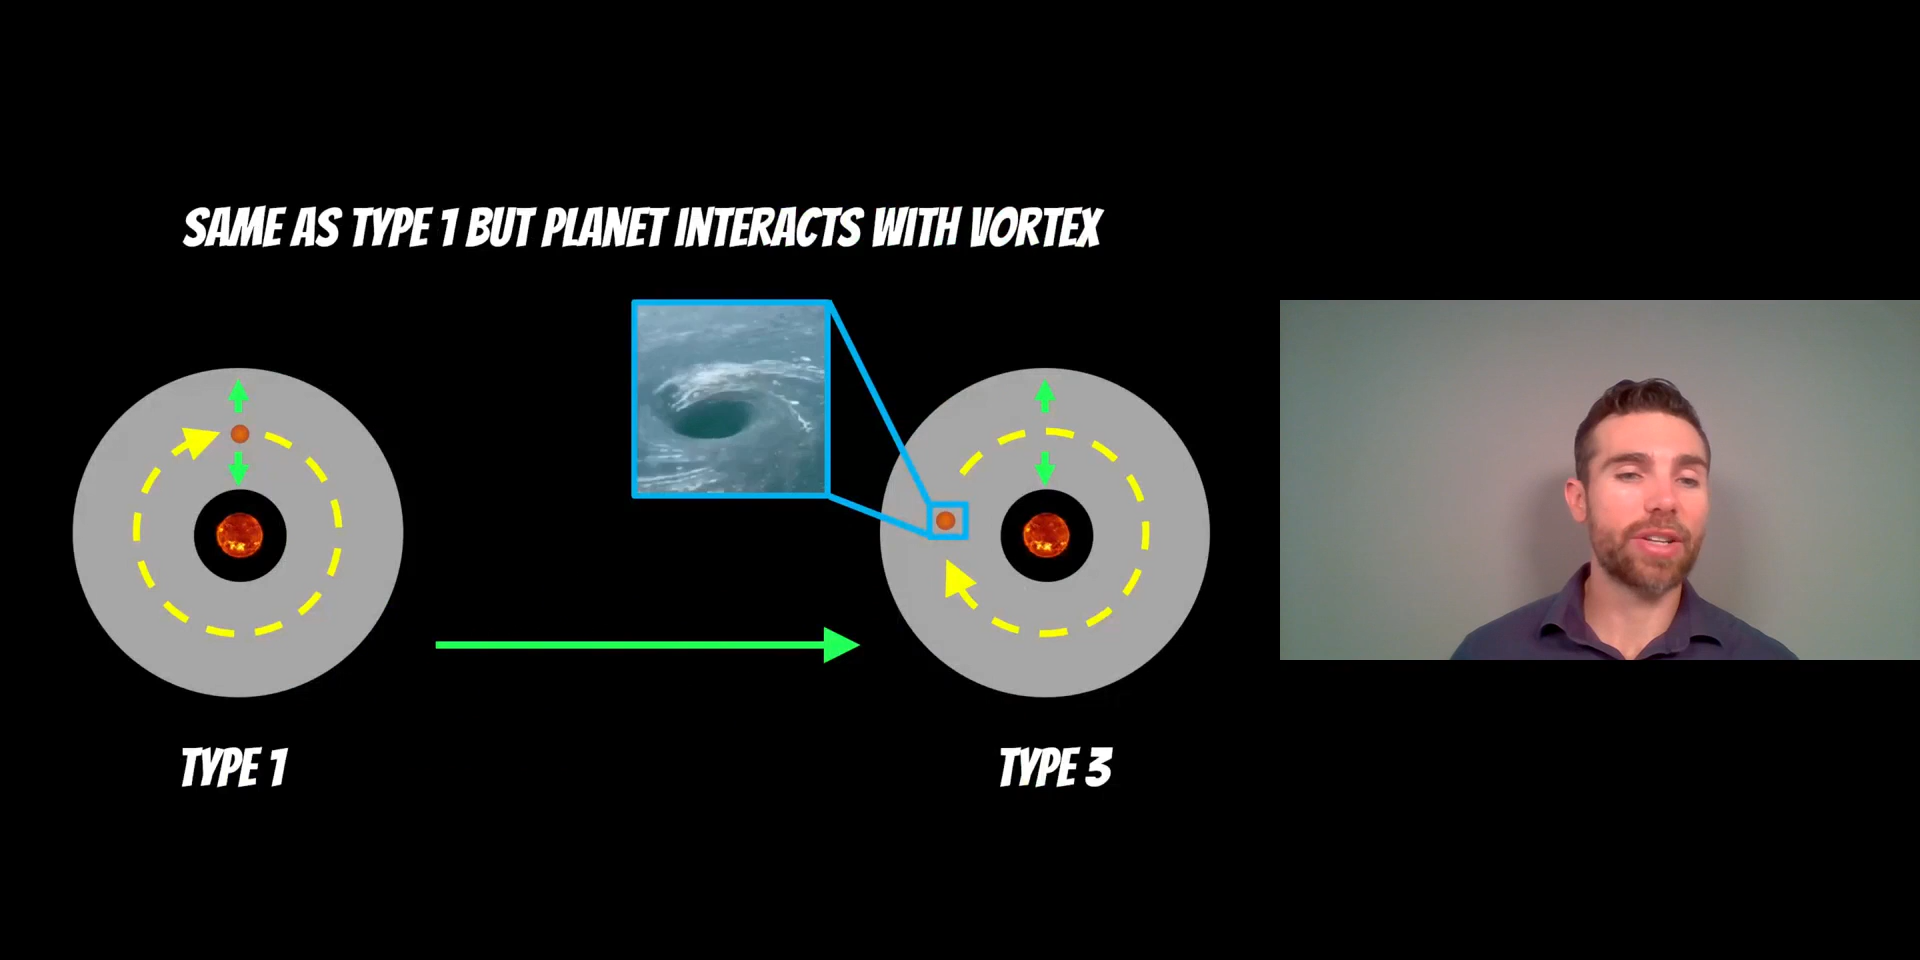 SAME AS TYPE 1 BUT PLANET INTERACTS WITH VORTEX
TYPE 1
TYPE 3